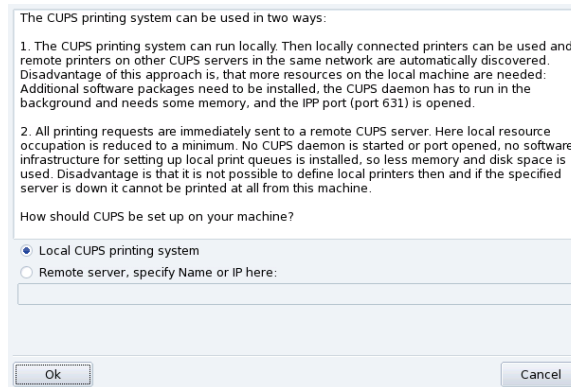 The CUPS printing system can be used in two ways:
1. The CUPS printing system can run locally. Then locally connected printers can be used and
remote printers on other CUPS servers in the same network are automatically discovered.
Disadvantage of this approach is, that more resources on the local machine are needed:
Additional software packages need to be installed, the CUPS daemon has to run in the
background and needs some memory, and the IPP port (port 631) is opened.
2. All printing requests are immediately sent to a remote CUPS server. Here local resource
occupation is reduced to a minimum. No CUPS daemon is started or port opened, no software
infrastructure for setting up local print queues is installed, so less memory and disk space is
used. Disadvantage is that it is not possible to define local printers then and if the specified
server is down it cannot be printed at all from this machine.
How should CUPS be set up on your machine?
Local CUPS printing system
Remote server, specify Name or IP here:
Ok
Cancel